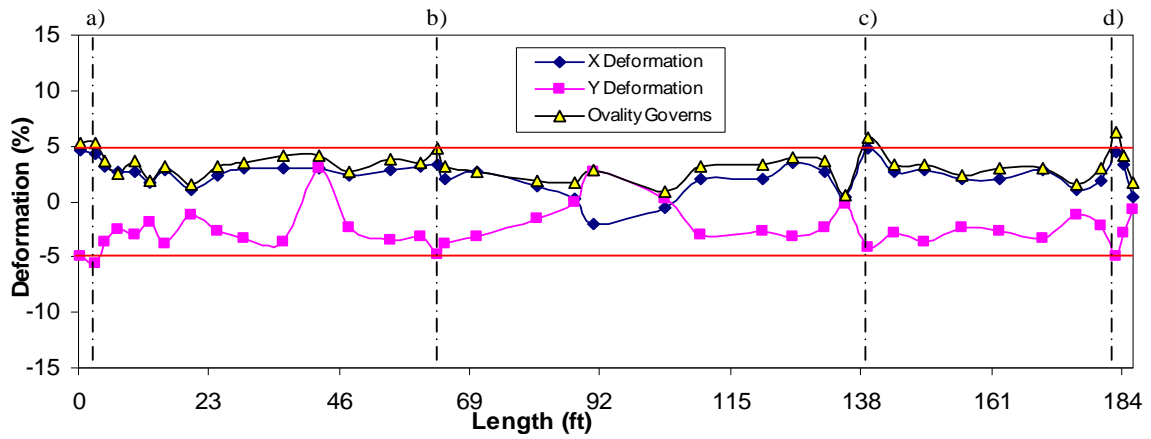 a) b) c) d)
15
10
5
0
-5
-10
-15
Deformation (%)
X Deformation
Y Deformation
Ovality Governs
0 23 46 69 92 115 138 161 184
Length (ft)